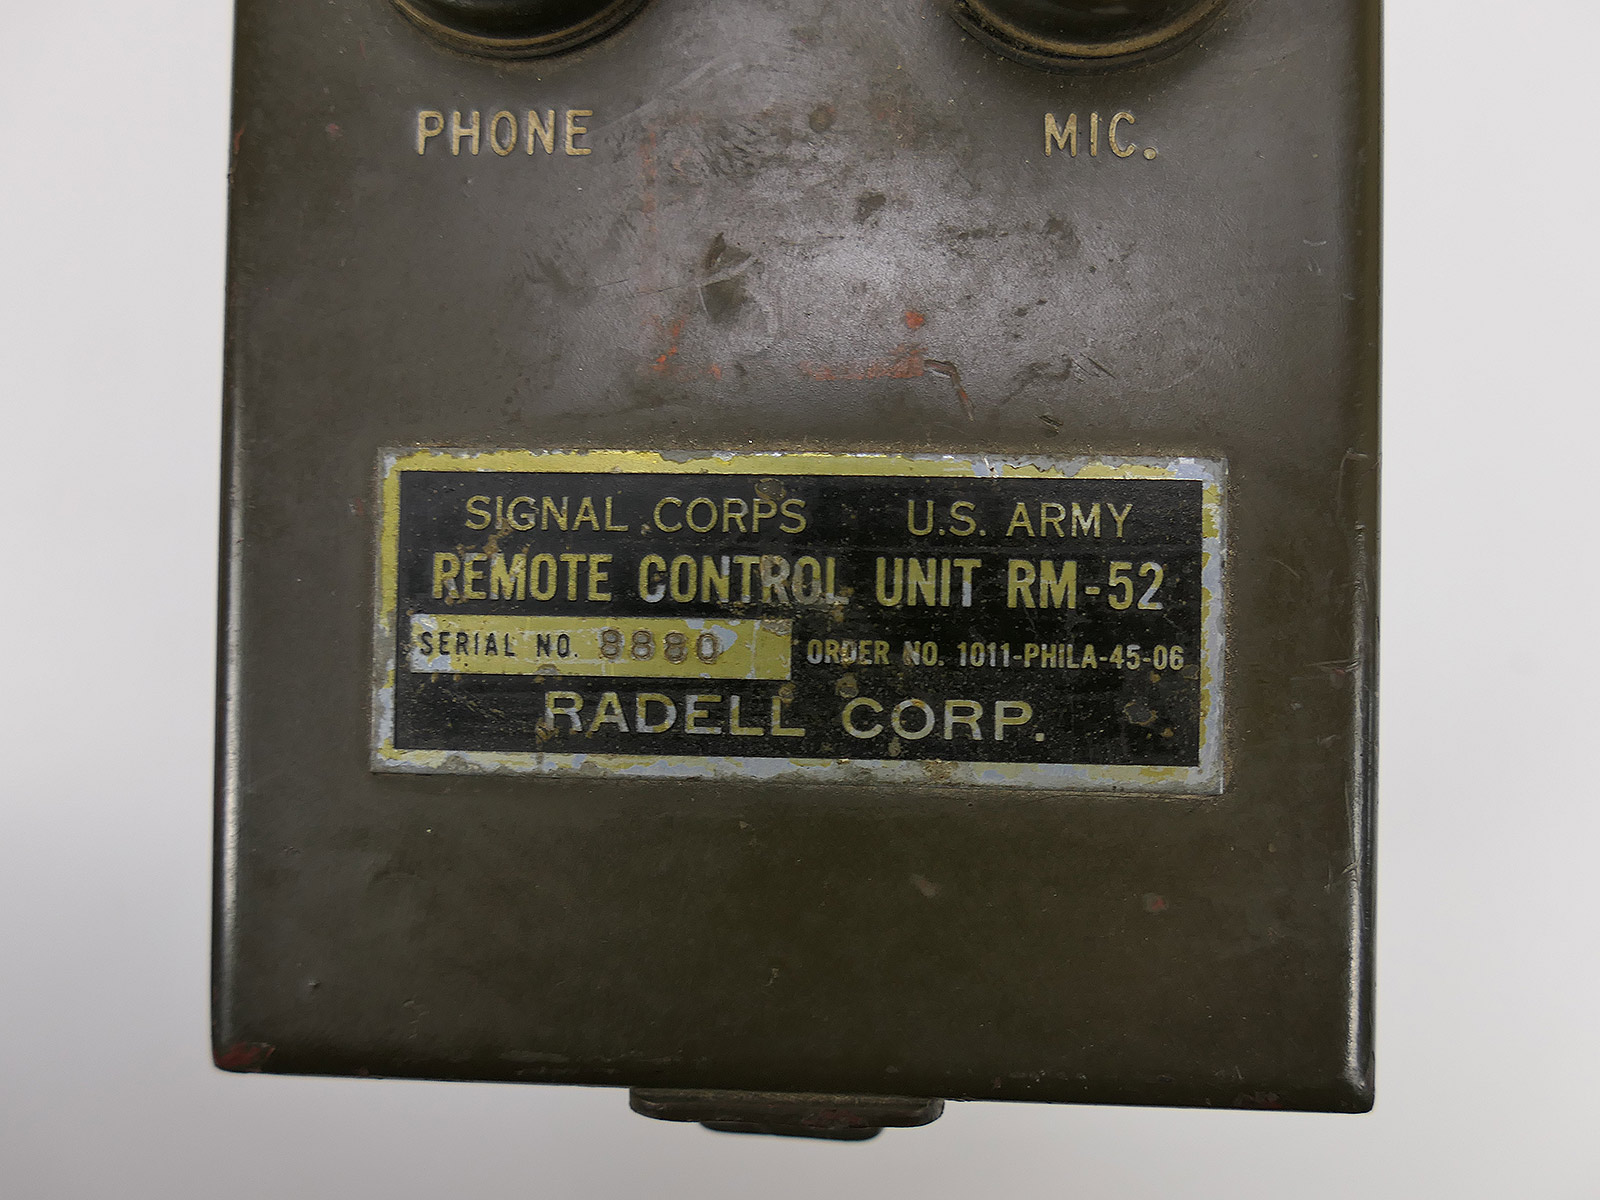 PHONE MIC.
SIGNAL CORPS U.S. ARMY
REMOTE CONTROL UNIT RM-52
SERIAL NO. 8880 ORDER NO. 1011-PHILA-45-06
RADELL CORP.